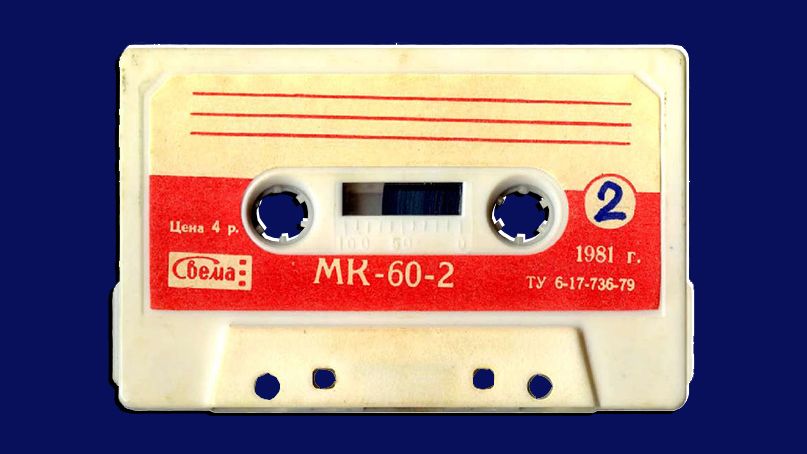 2
Цена 4 р.
100 50 0
1981 г.
Свема
МК-60-2
ТУ 6-17-736-79